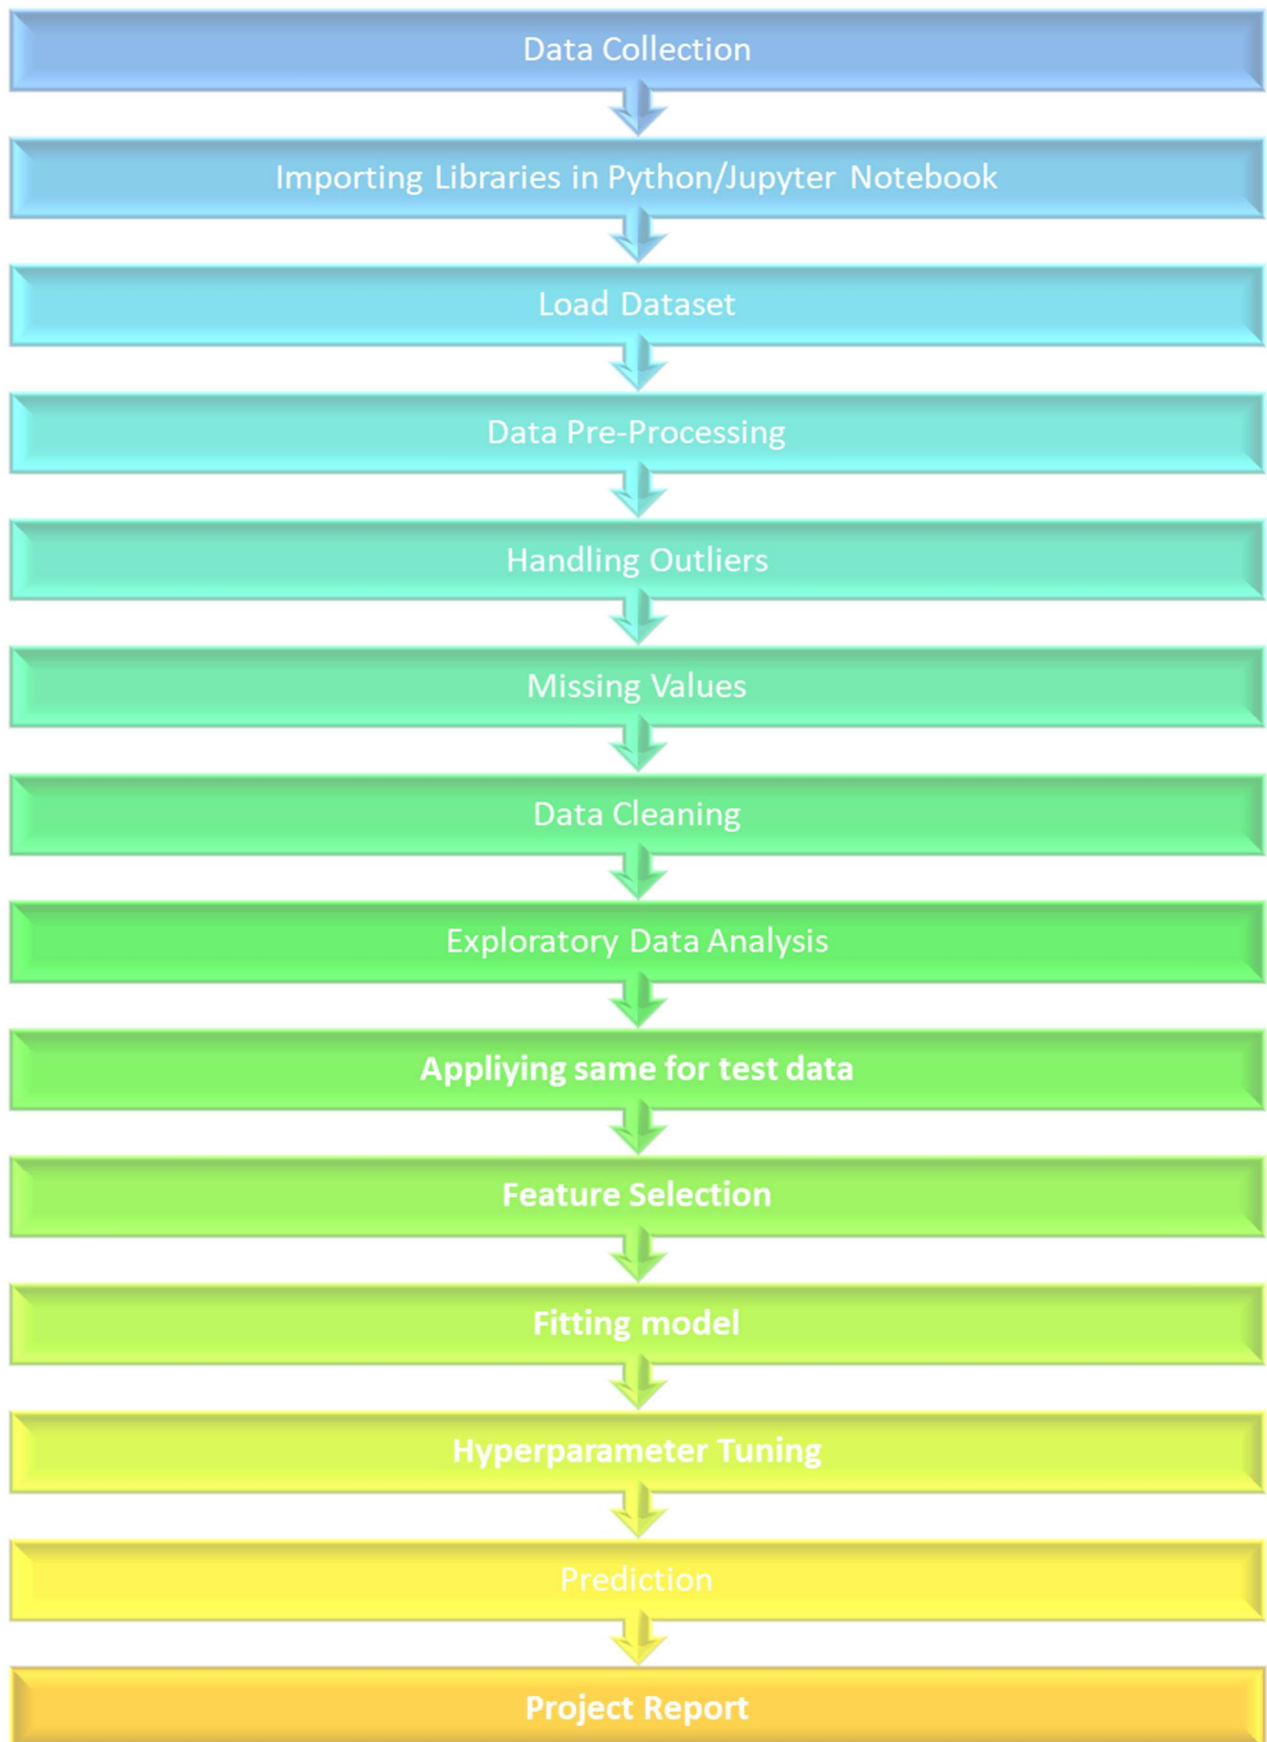 Data Collection
Importing Libraries in Python/Jupyter Notebook
Load Dataset
Data Pre-Processing
Handling Outliers
Missing Values
Data Cleaning
Exploratory Data Analysis
Appliying same for test data
Feature Selection
Fitting model
Hyperparameter Tuning
Prediction
Project Report